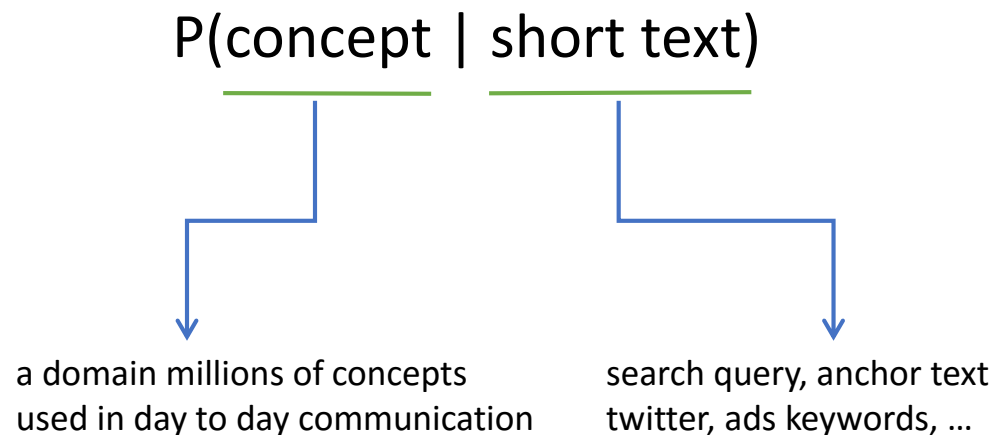 P(concept | short text)
a domain millions of concepts
used in day to day communication
search query, anchor text
twitter, ads keywords, …